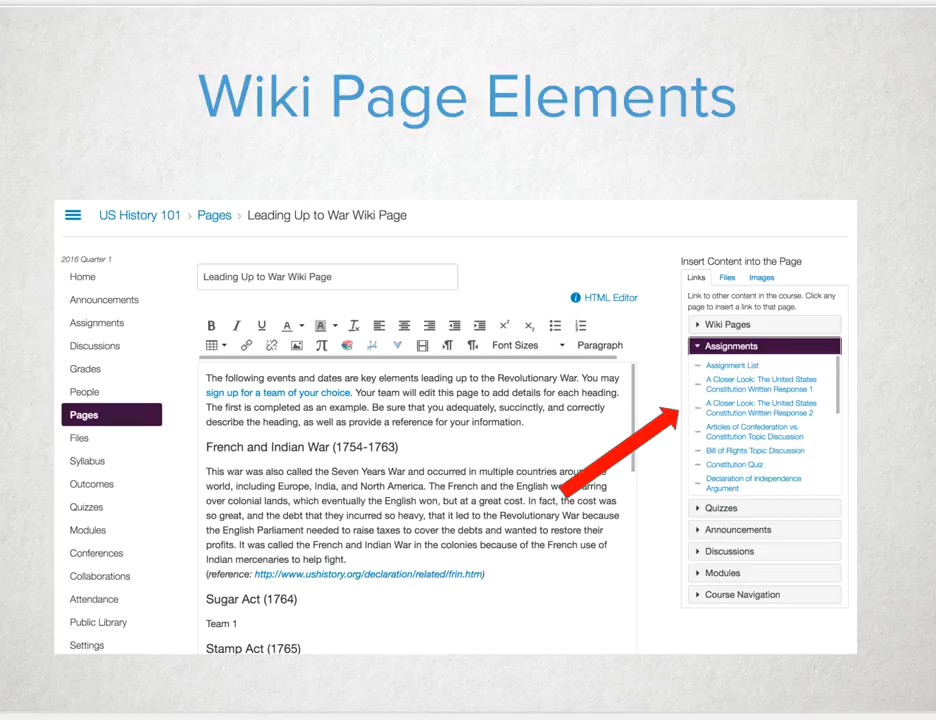 Wiki Page Elements
US History 101 › Pages › Leading Up to War Wiki Page
2016 Quarter 1
Home
Announcements
Assignments
Discussions
Grades
People
Pages
Files
Syllabus
Outcomes
Quizzes
Modules
Conferences
Collaborations
Attendance
Public Library
Settings
Leading Up to War Wiki Page
HTML Editor
Font Sizes
Paragraph
The following events and dates are key elements leading up to the Revolutionary War. You may
sign up for a team of your choice. Your team will edit this page to add details for each heading.
The first is completed as an example. Be sure that you adequately, succinctly, and correctly
describe the heading, as well as provide a reference for your information.
French and Indian War (1754-1763)
This war was also called the Seven Years War and occurred in multiple countries
world, including Europe, India, and North America. The French and the English
over colonial lands, which eventually the English won, but at a great cost. In fact, the cost was
so great, and the debt that they incurred so heavy, that it led to the Revolutionary War because
the English Parliament needed to raise taxes to cover the debts and wanted to restore their
profits. It was called the French and Indian War in the colonies because of the French use of
Indian mercenaries to help fight.
(reference: http://www.ushistory.org/declaration/related/frin.htm)
Sugar Act (1764)
Team 1
Stamp Act (1765)
Insert Content into the Page
Links Files Images
Link to other content in the course. Click any
page to insert a link to that page.
Wiki Pages
Assignments
Assignment List
A Closer Look: The United States
Constitution Written Response 1
A Closer Look: The United States
Constitution Written Response 2
Articles of Confederation vs.
Constitution Topic Discussion
Bill of Rights Topic Discussion
Constitution Quiz
Declaration of Independence
Argument
Quizzes
Announcements
Discussions
Modules
Course Navigation